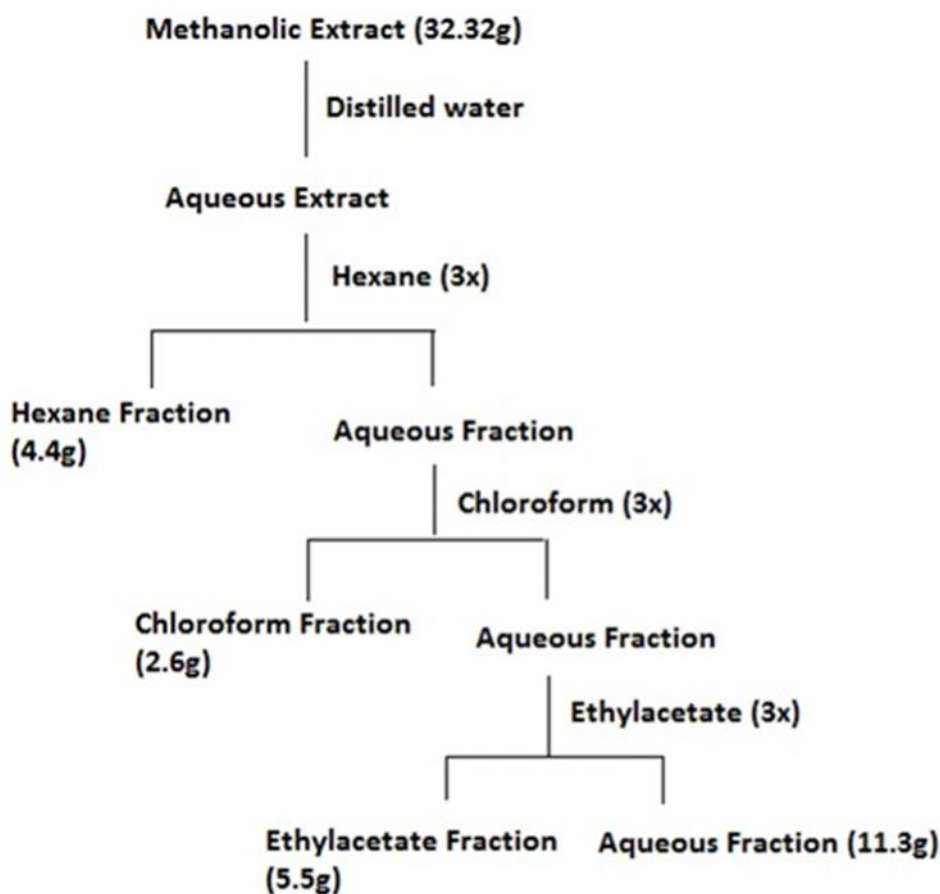 Methanolic Extract (32.32g)
Distilled water
Aqueous Extract
Hexane (3x)
Hexane Fraction
(4.4g)
Aqueous Fraction
Chloroform (3x)
Chloroform Fraction
(2.6g)
Aqueous Fraction
Ethylacetate (3x)
Ethylacetate Fraction
(5.5g)
Aqueous Fraction (11.3g)